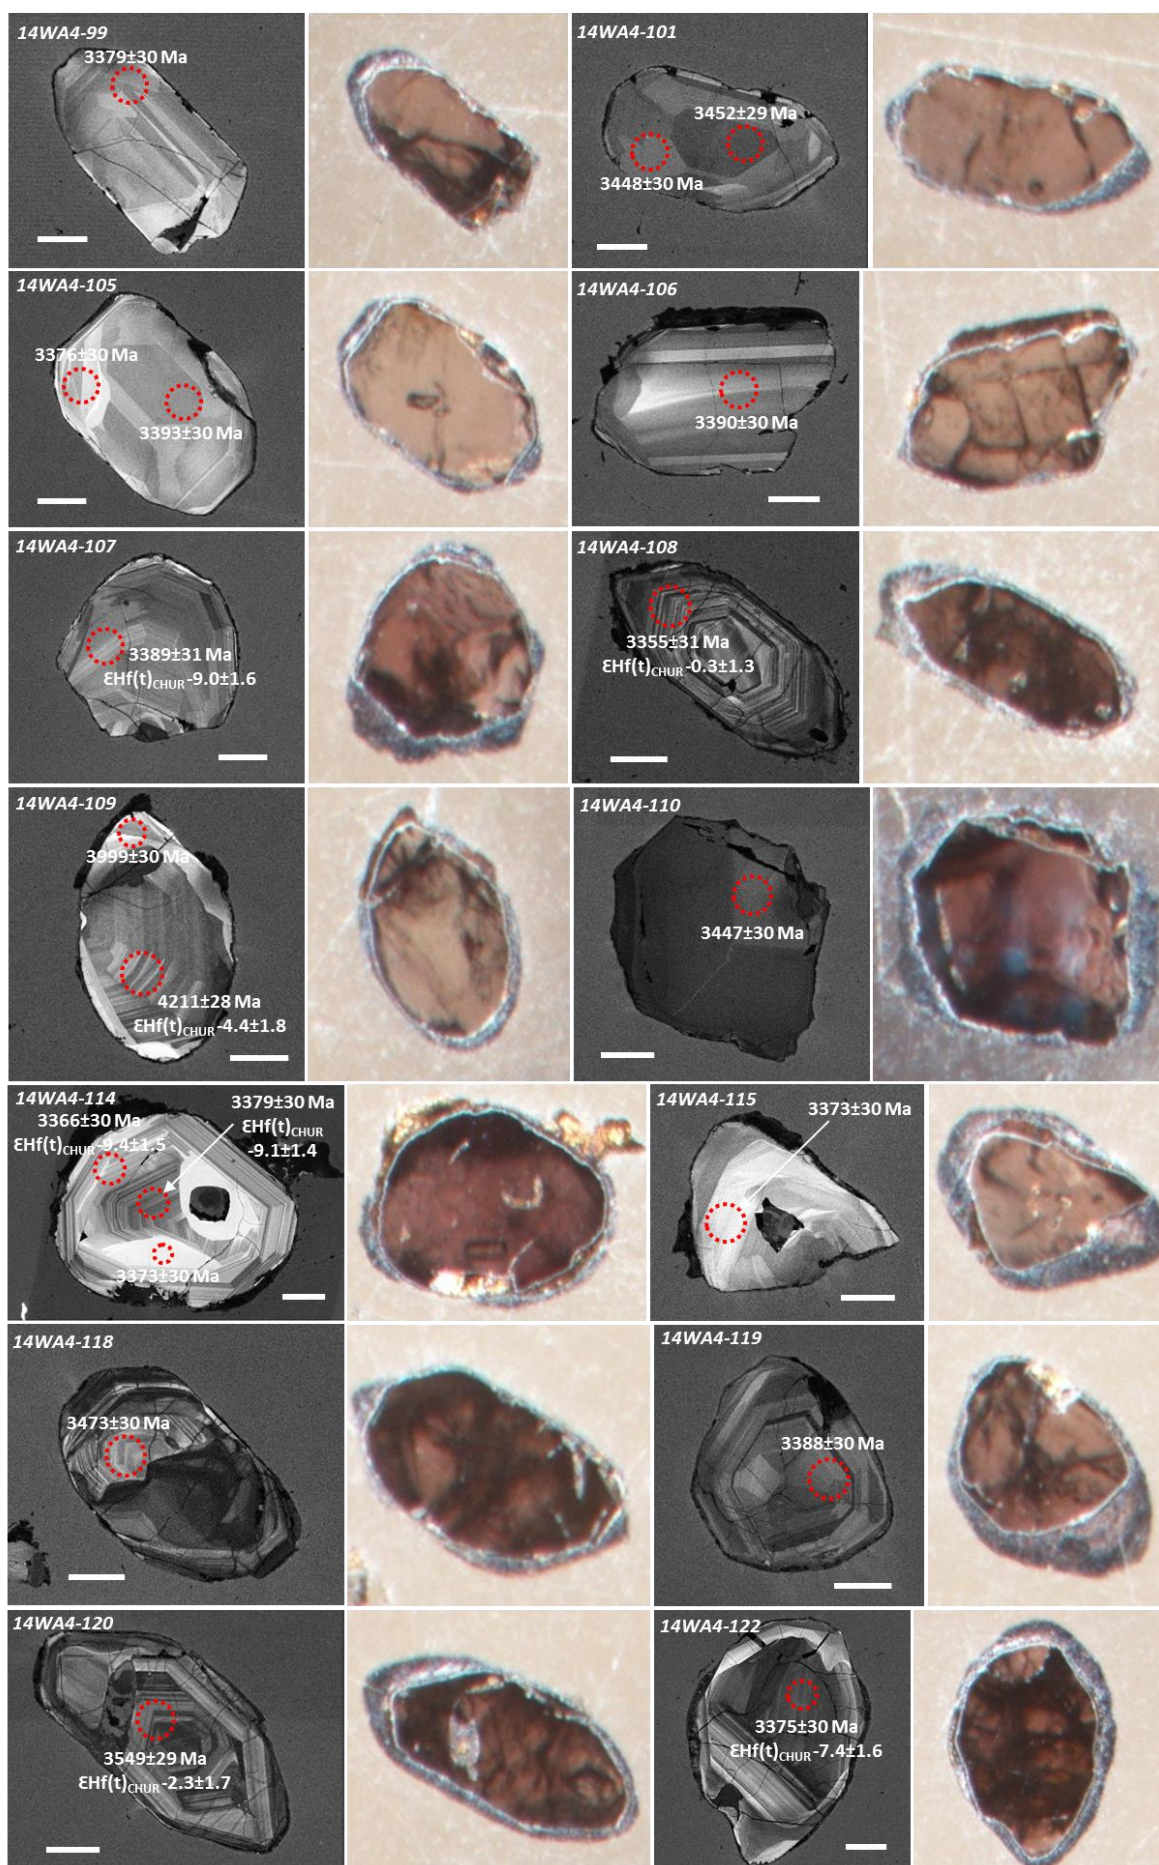 14WA4-99
3379±30 Ma
14WA4-101
3452±29 Ma
3448±30 Ma
14WA4-105
3376±30 Ma
3393±30 Ma
14WA4-106
3390±30 Ma
14WA4-107
3389±31 Ma
ƐHf(t)CHUR-9.0±1.6
14WA4-108
3355±31 Ma
ƐHf(t)CHUR-0.3±1.3
14WA4-109
3999±30 Ma
4211±28 Ma
ƐHf(t)CHUR-4.4±1.8
14WA4-110
3447±30 Ma
14WA4-114
3366±30 Ma
ƐHf(t)CHUR-9.4±1.5
3379±30 Ma
ƐHf(t)CHUR
-9.1±1.4
3373±30 Ma
14WA4-115
3373±30 Ma
14WA4-118
3473±30 Ma
14WA4-119
3388±30 Ma
14WA4-120
3549±29 Ma
ƐHf(t)CHUR-2.3±1.7
14WA4-122
3375±30 Ma
ƐHf(t)CHUR-7.4±1.6